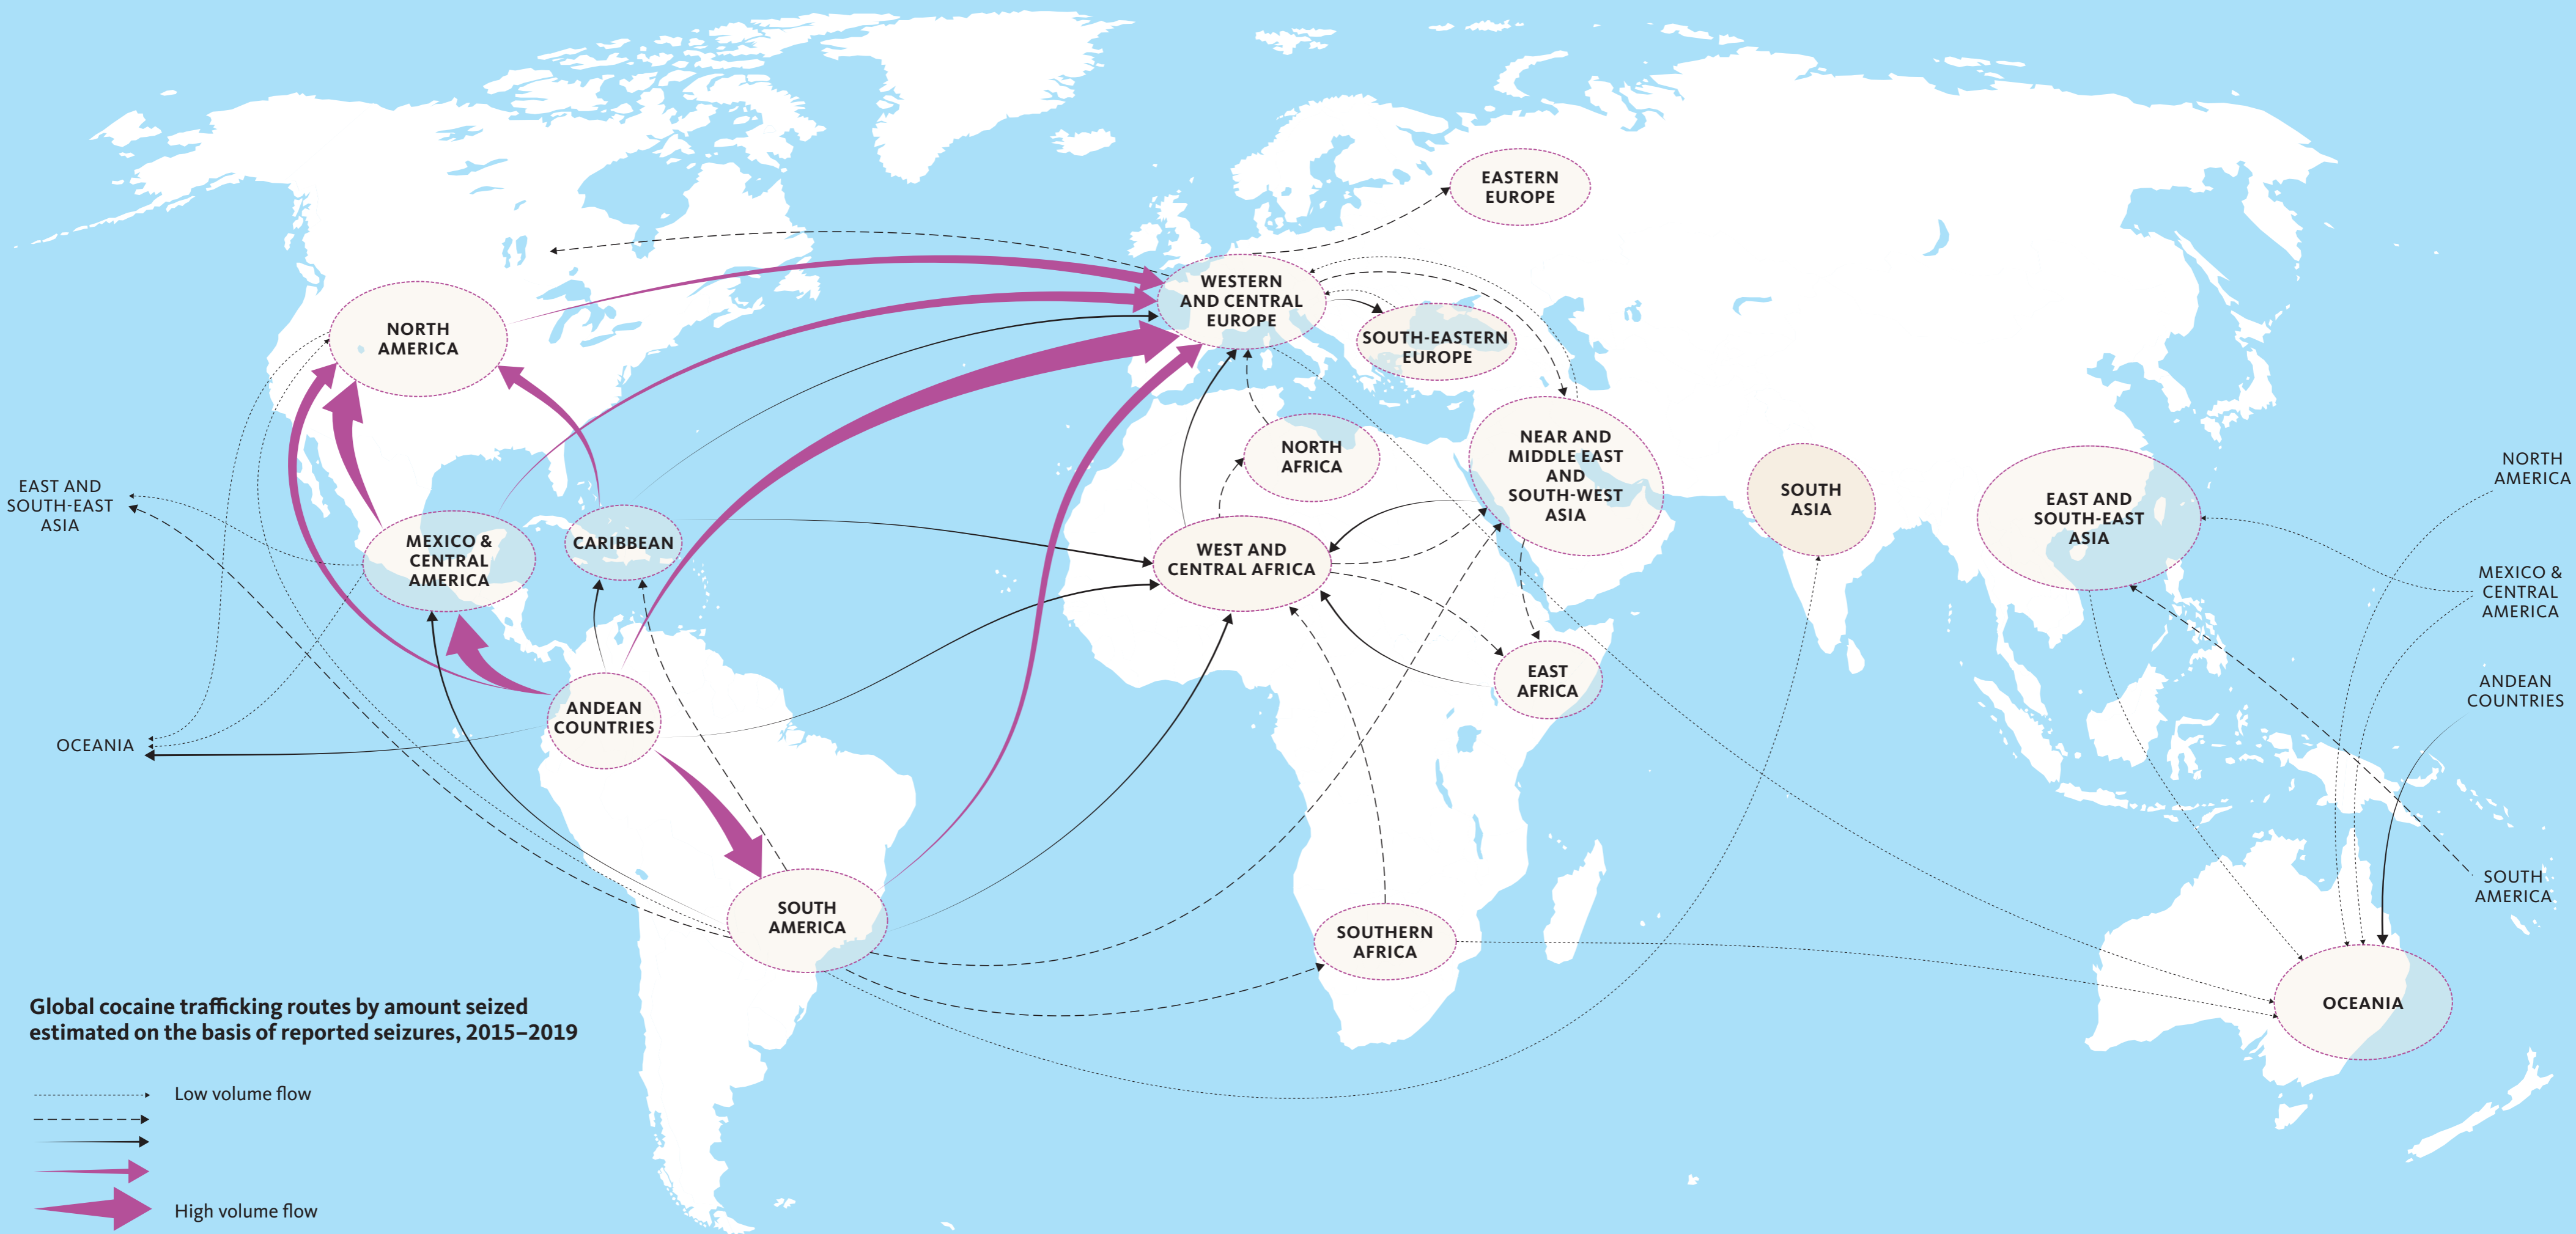 EASTERN
EUROPE
WESTERN
AND CENTRAL
EUROPE
NORTH
AMERICA
SOUTH-EASTERN
EUROPE
NORTH
AFRICA
NEAR AND
MIDDLE EAST
AND
SOUTH-WEST
ASIA
SOUTH
ASIA
EAST AND
SOUTH-EAST
ASIA
NORTH
AMERICA
EAST AND
SOUTH-EAST
ASIA
MEXICO &
CENTRAL
AMERICA
CARIBBEAN
WEST AND
CENTRAL AFRICA
MEXICO &
CENTRAL
AMERICA
EAST
AFRICA
ANDEAN
COUNTRIES
ANDEAN
COUNTRIES
OCEANIA
SOUTH
AMERICA
SOUTH
AMERICA
SOUTHERN
AFRICA
OCEANIA
Global cocaine trafficking routes by amount seized
estimated on the basis of reported seizures, 2015–2019
Low volume flow
High volume flow